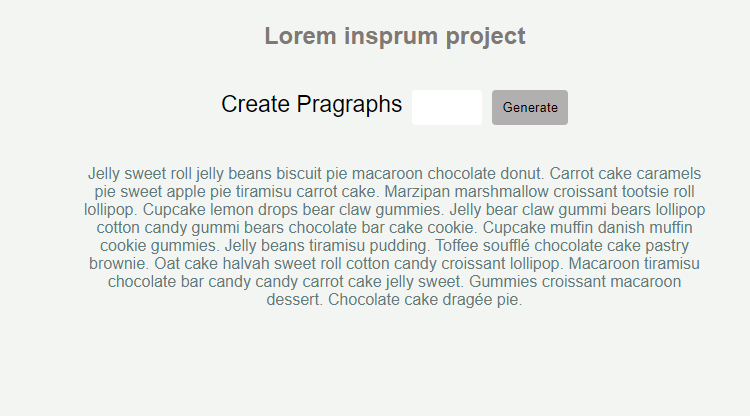 Lorem insprum project
Create Pragraphs Generate
Jelly sweet roll jelly beans biscuit pie macaroon chocolate donut. Carrot cake caramels
pie sweet apple pie tiramisu carrot cake. Marzipan marshmallow croissant tootsie roll
lollipop. Cupcake lemon drops bear claw gummies. Jelly bear claw gummi bears lollipop
cotton candy gummi bears chocolate bar cake cookie. Cupcake muffin danish muffin
cookie gummies. Jelly beans tiramisu pudding. Toffee soufflé chocolate cake pastry
brownie. Oat cake halvah sweet roll cotton candy croissant lollipop. Macaroon tiramisu
chocolate bar candy candy carrot cake jelly sweet. Gummies croissant macaroon
dessert. Chocolate cake dragée pie.